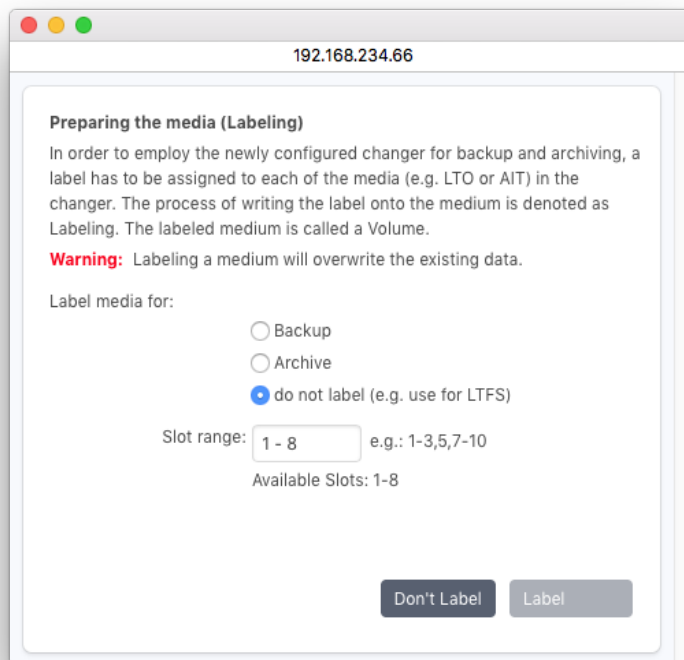 192.168.234.66
Preparing the media (Labeling)
In order to employ the newly configured changer for backup and archiving, a
label has to be assigned to each of the media (e.g. LTO or AIT) in the
changer. The process of writing the label onto the medium is denoted as
Labeling. The labeled medium is called a Volume.
Warning: Labeling a medium will overwrite the existing data.
Label media for:
Backup
Archive
do not label (e.g. use for LTFS)
Slot range: 1 - 8 e.g.: 1-3,5,7-10
Available Slots: 1-8
Don't Label Label